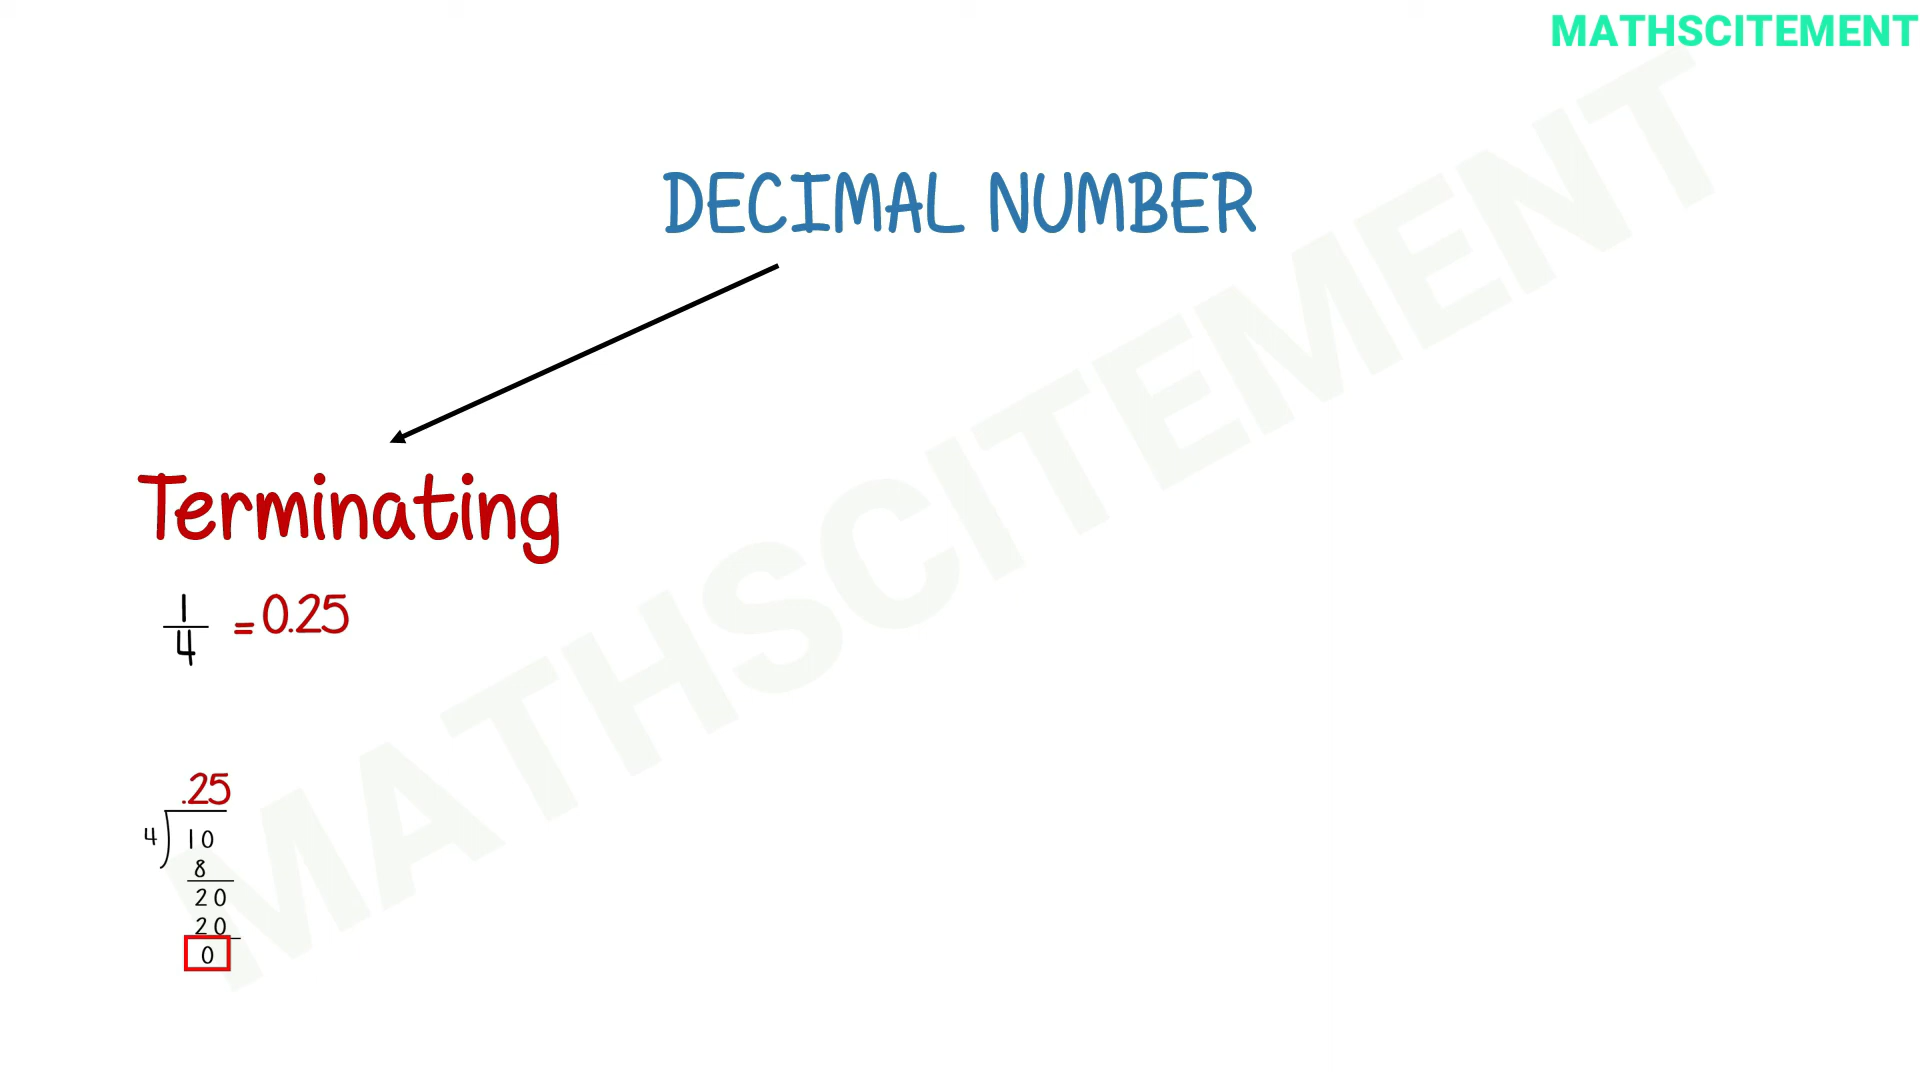 MATHSCITEMENT
DECIMAL NUMBER
Terminating
1
4
= 0.25
.25
4
10
8
20
20
0
MATHSCITEMENT